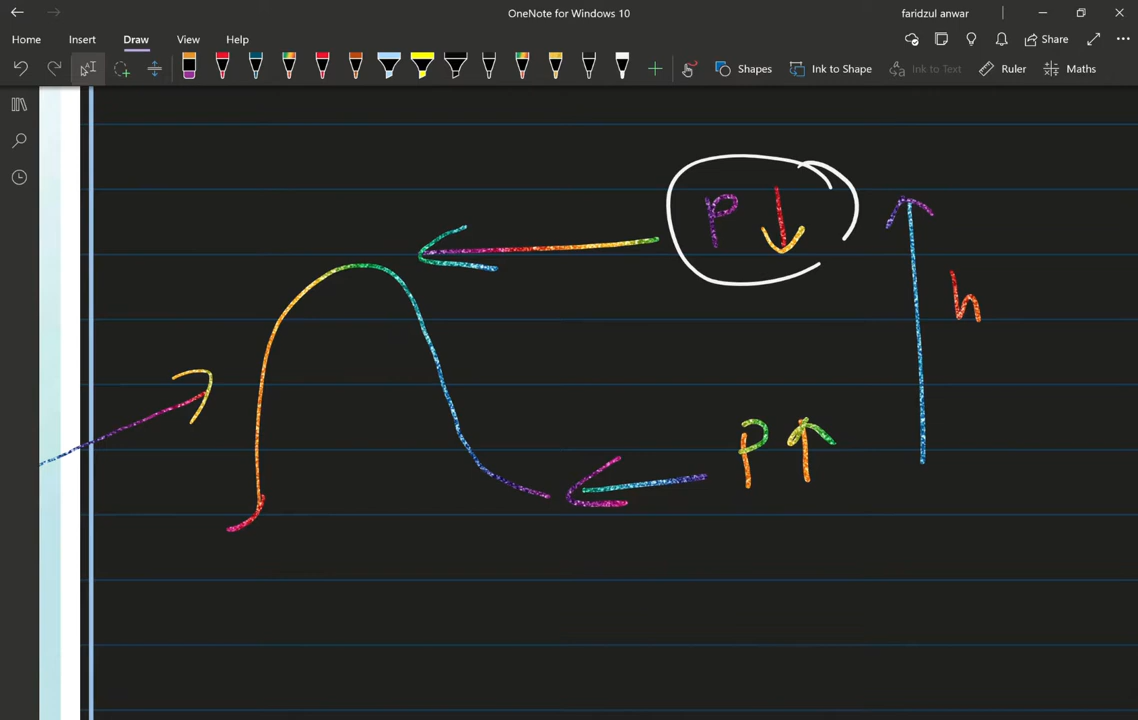 OneNote for Windows 10
faridzul anwar
Home Insert Draw View Help
Share
Shapes Ink to Shape Ink to Text Ruler Maths
P ↓
h
P ↑